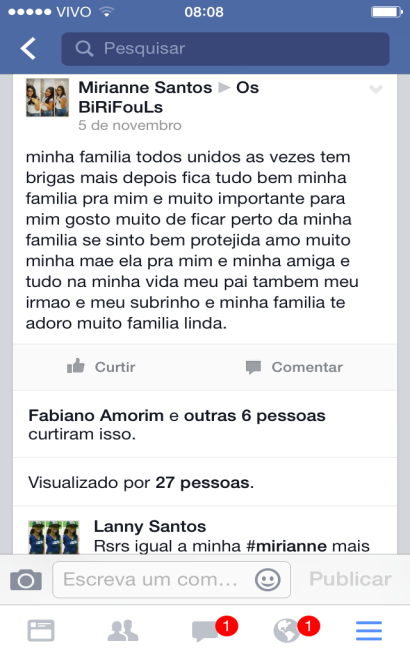 VIVO 08:08
Pesquisar
Mirianne Santos ▶ Os
BiRiFouLs
5 de novembro
minha familia todos unidos as vezes tem
brigas mais depois fica tudo bem minha
familia pra mim e muito importante para
mim gosto muito de ficar perto da minha
familia se sinto bem protejida amo muito
minha mae ela pra mim e minha amiga e
tudo na minha vida meu pai tambem meu
irmao e meu subrinho e minha familia te
adoro muito familia linda.
Curtir Comentar
Fabiano Amorim e outras 6 pessoas
curtiram isso.
Visualizado por 27 pessoas.
Lanny Santos
Rsrs igual a minha #mirianne mais
Escreva um com... Publicar
1 1